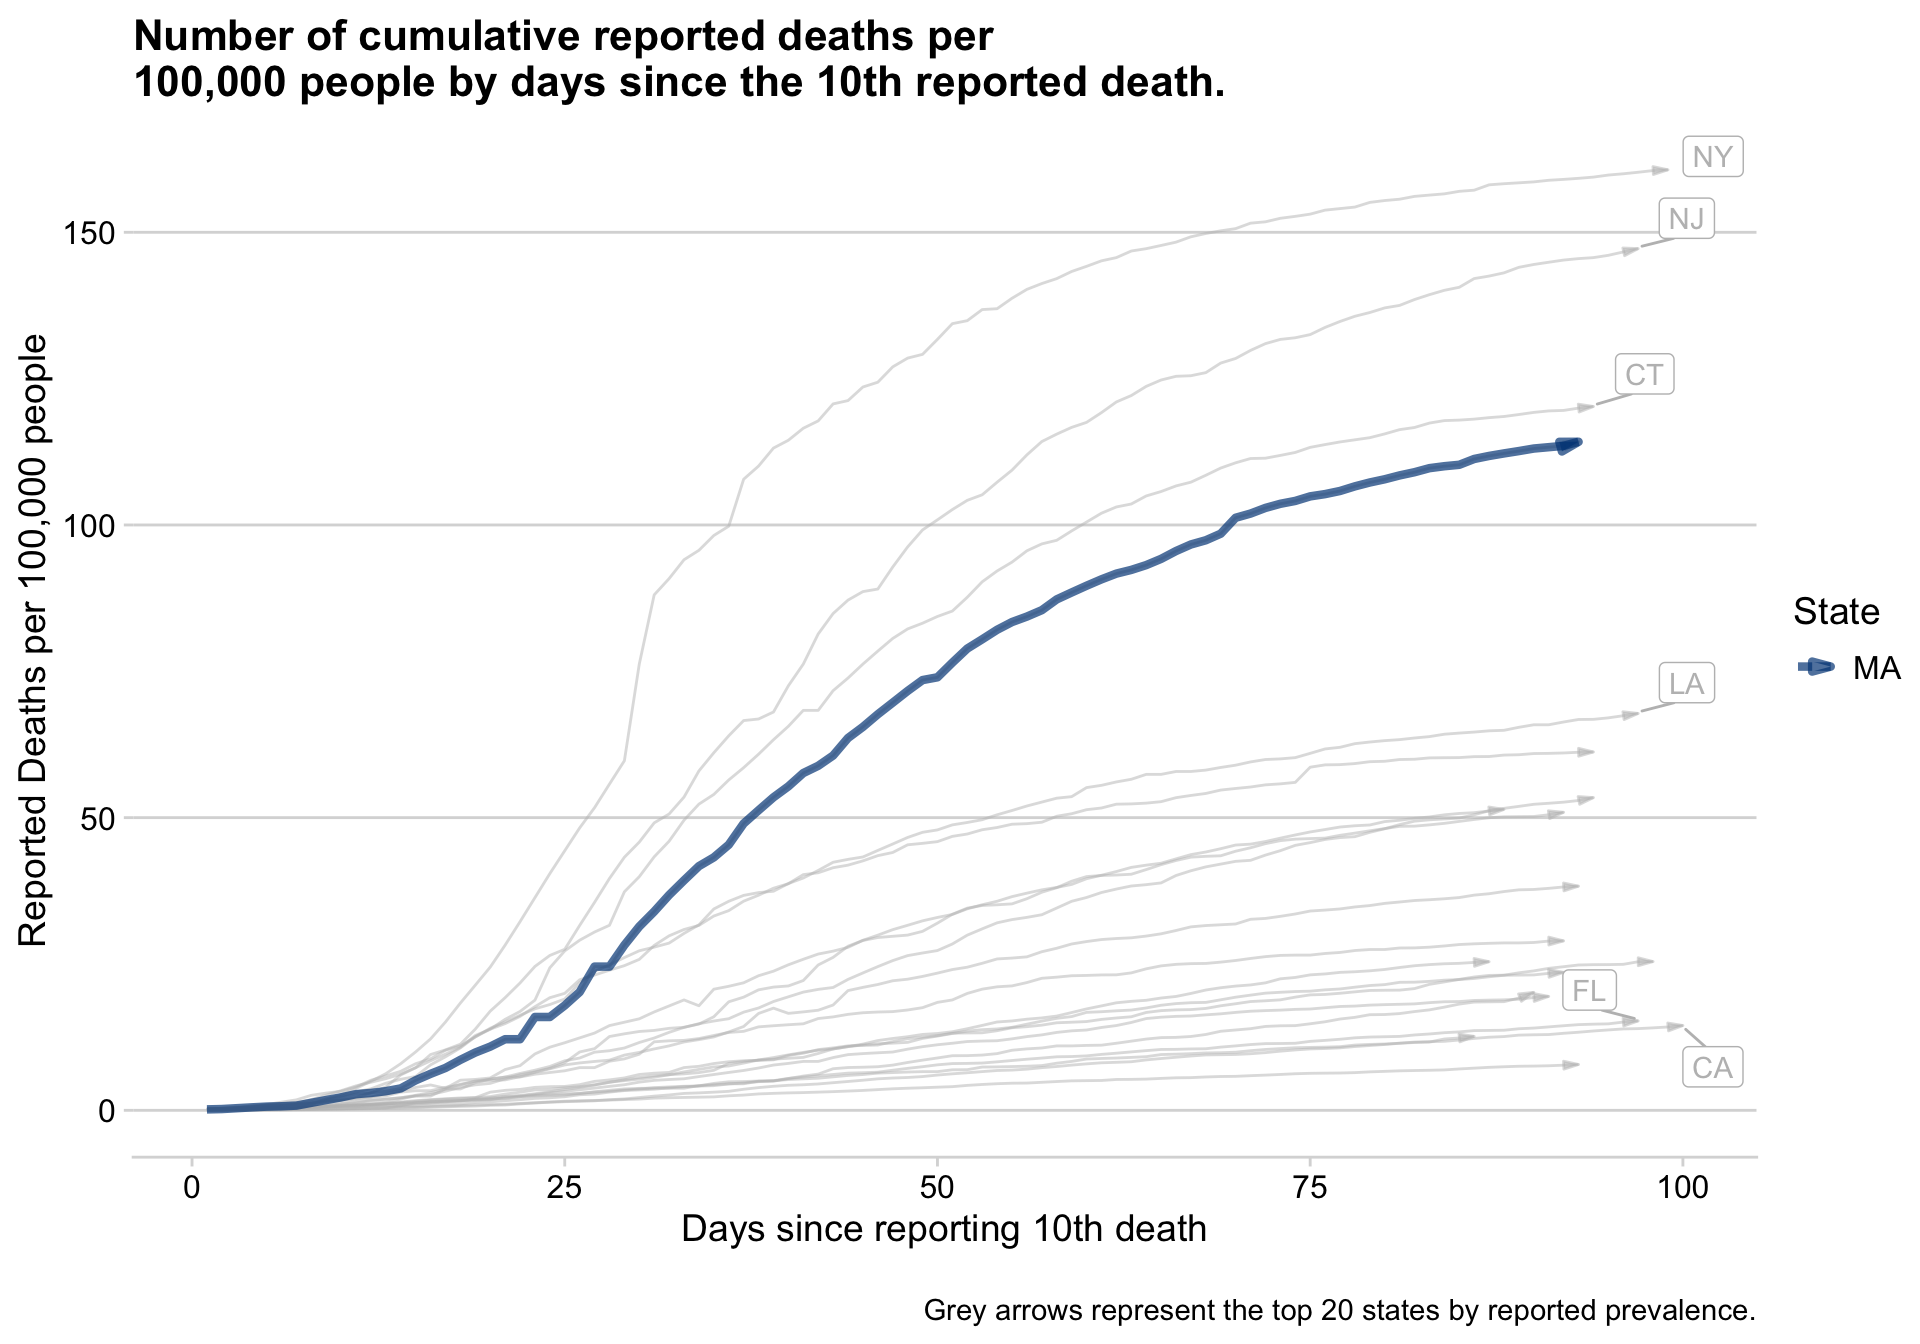 Number of cumulative reported deaths per
100,000 people by days since the 10th reported death.
NY
NJ
150
CT
Reported Deaths per 100,000 people
100
State
MA
LA
50
FL
CA
0
0 25 50 75 100
Days since reporting 10th death
Grey arrows represent the top 20 states by reported prevalence.